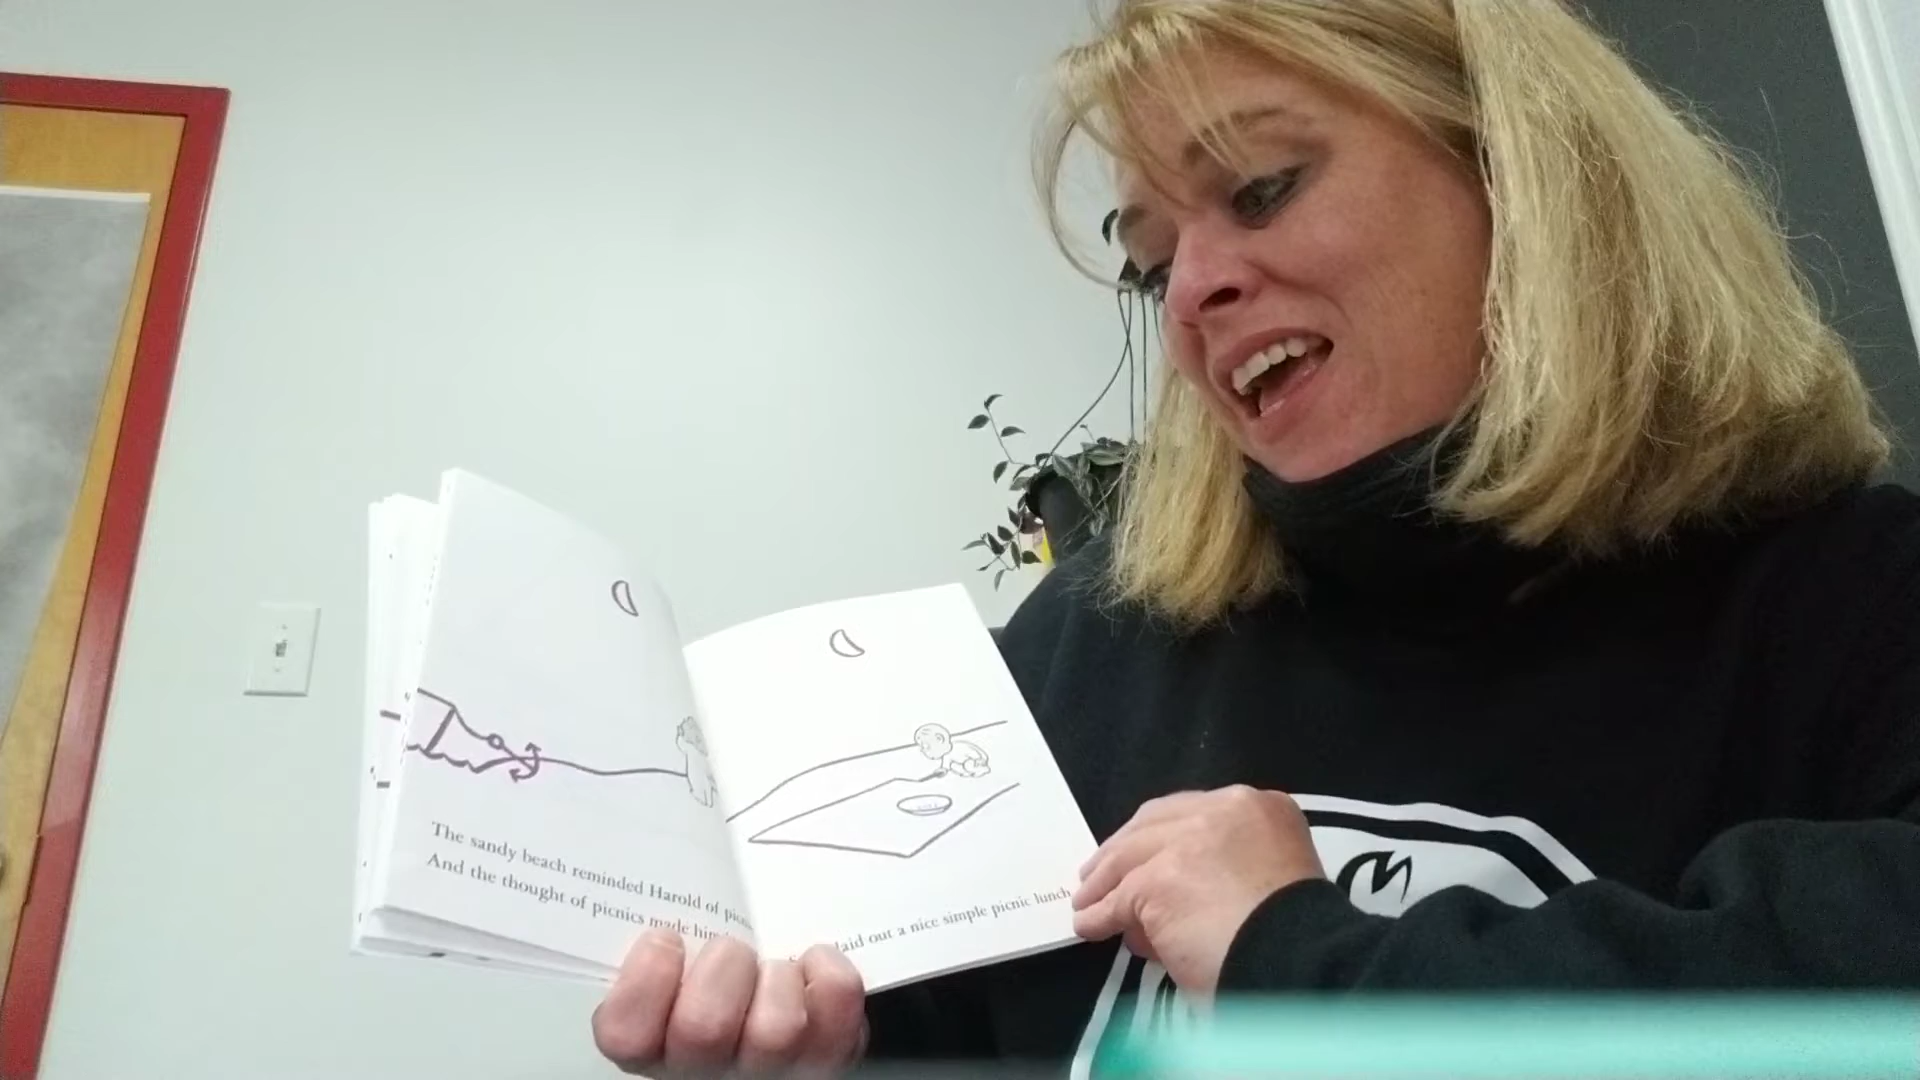 The sandy beach reminded Harold of
And the thought of picnics made
laid out a nice simple picnic lunch